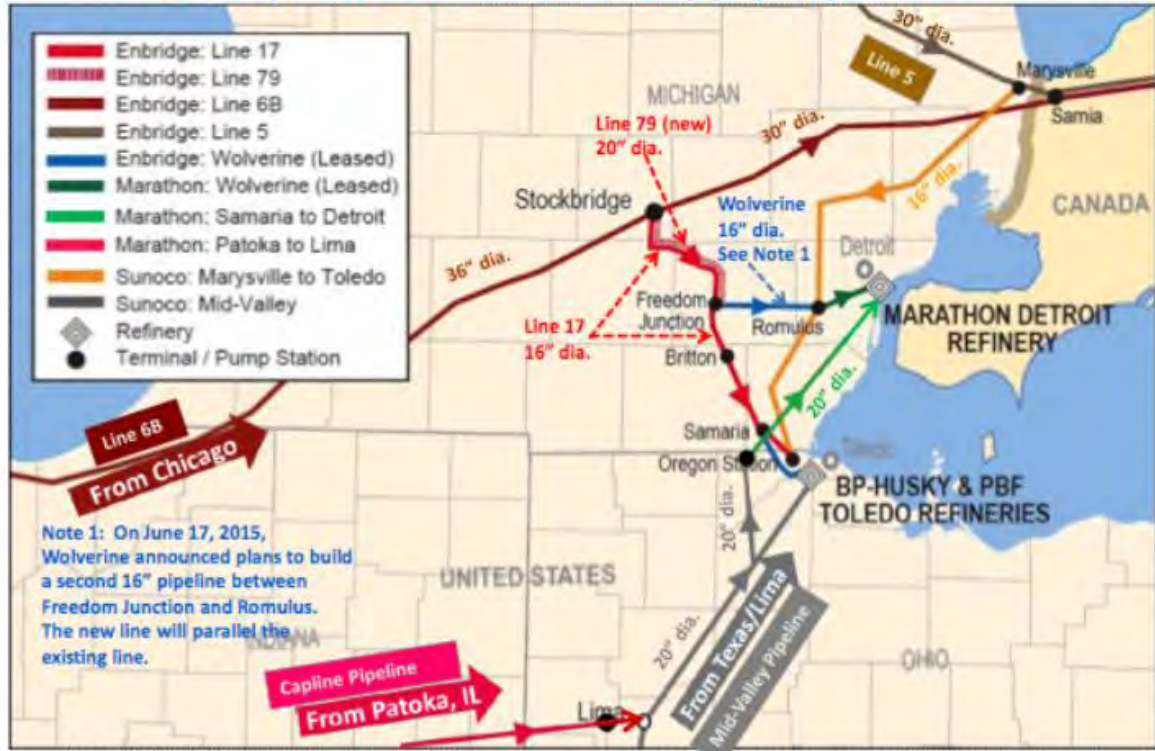 Enbridge: Line 17
Enbridge: Line 79
Enbridge: Line 6B
Enbridge: Line 5
Enbridge: Wolverine (Leased)
Marathon: Wolverine (Leased)
Marathon: Samaria to Detroit
Marathon: Patoka to Lima
Sunoco: Marysville to Toledo
Sunoco: Mid-Valley
Refinery
Terminal / Pump Station
30" dia.
Line 5
Marysville
Sarnia
MICHIGAN
Line 79 (new)
20" dia.
30" dia.
16" dia.
CANADA
Stockbridge
Wolverine
16" dia.
See Note 1
Detroit
36" dia.
Freedom
Junction
Romulus
MARATHON DETROIT
REFINERY
Line 17
16" dia.
Britton
20" dia.
Samaria
Oregon Station
BP-HUSKY & PBF
TOLEDO REFINERIES
Line 6B
From Chicago
20" dia.
Note 1: On June 17, 2015,
Wolverine announced plans to build
a second 16" pipeline between
Freedom Junction and Romulus.
The new line will parallel the
existing line.
UNITED STATES
INDIANA
OHIO
20" dia.
From Texas/Lima
Mid-Valley Pipeline
Capline Pipeline
From Patoka, IL
Lima